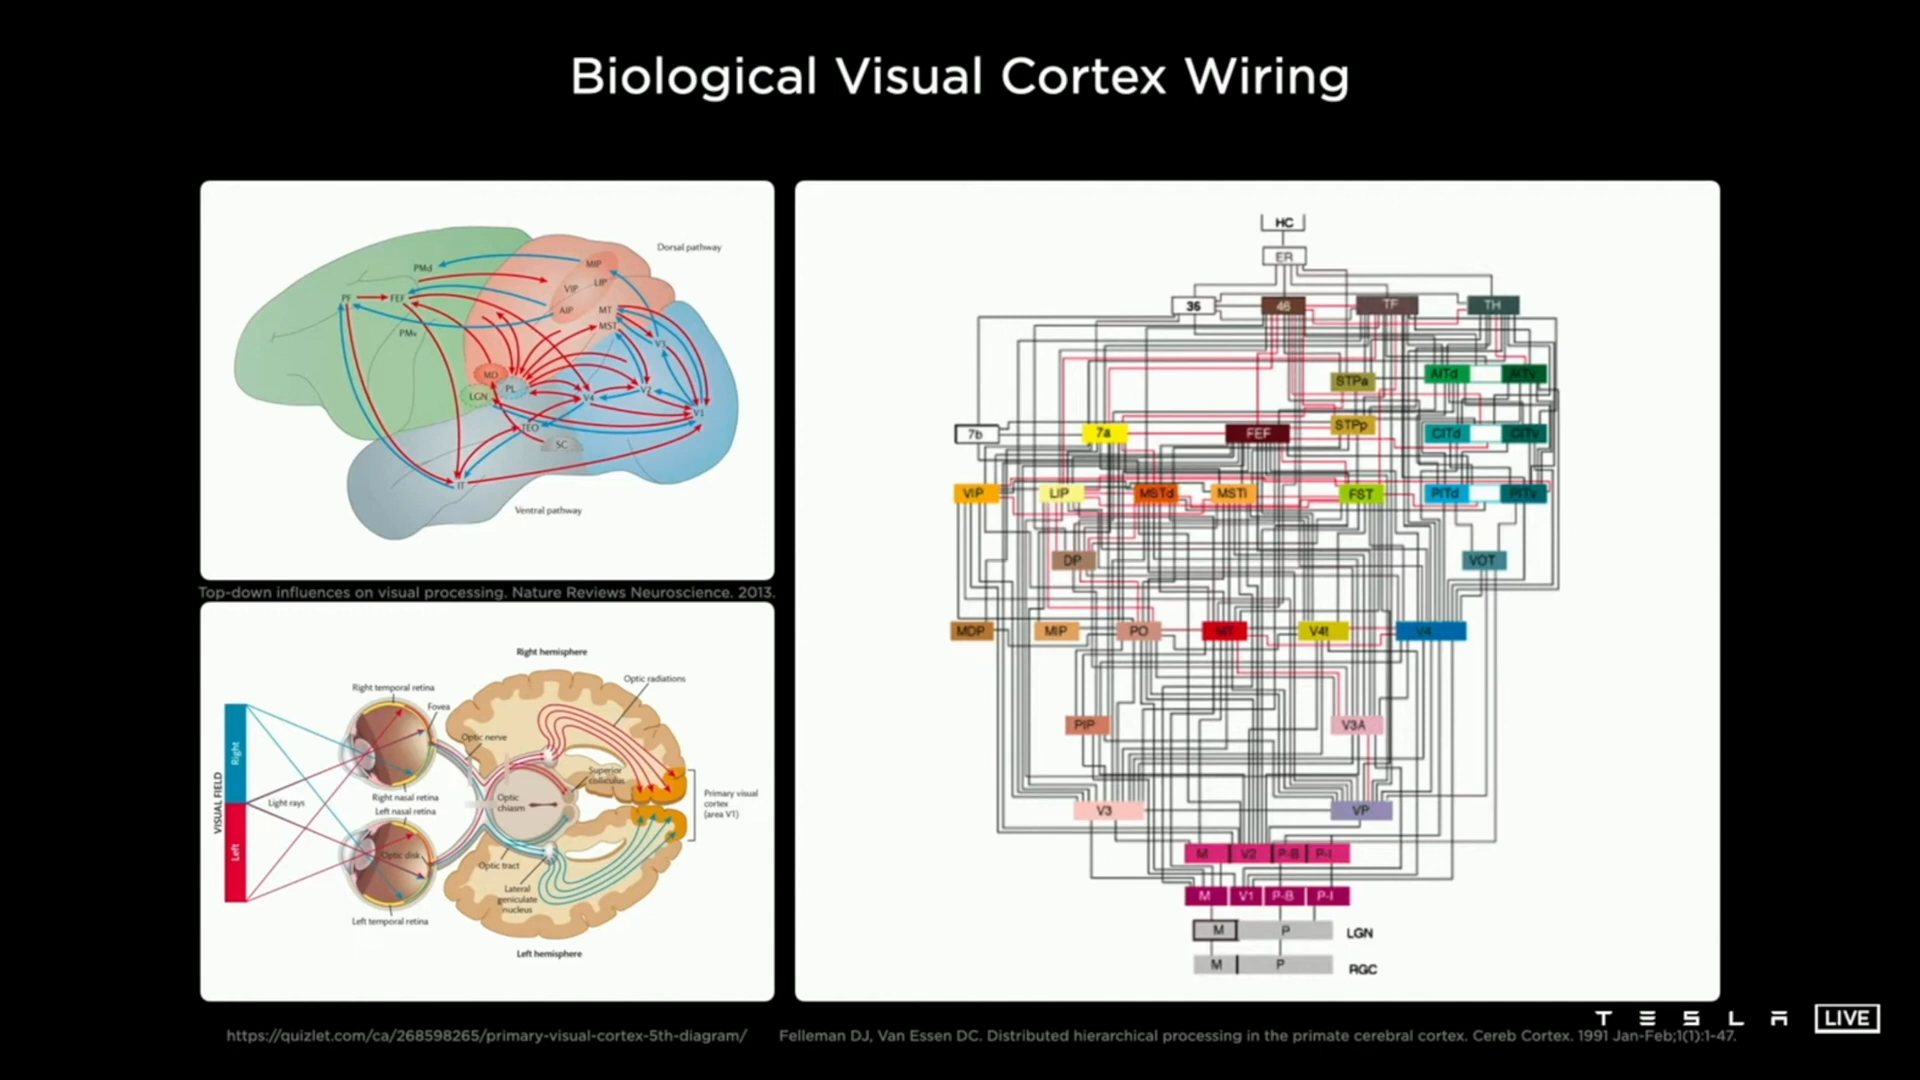 Biological Visual Cortex Wiring
Dorsal pathway
PMd
MIP
VIP
LIP
PF
FEF
AIP
MT
MST
PMv
V3
MD
PL
LGN
V4
V2
V1
TEO
SC
IT
Ventral pathway
Top-down influences on visual processing. Nature Reviews Neuroscience. 2013.
Right hemisphere
Optic radiations
Right temporal retina
Fovea
Optic nerve
Superior
colliculus
VISUAL FIELD
Right
Left
Light rays
Right nasal retina
Left nasal retina
Optic
chiasm
Primary visual
cortex
(area V1)
Optic disk
Optic tract
Lateral
geniculate
nucleus
Left temporal retina
Left hemisphere
https://quizlet.com/ca/268598265/primary-visual-cortex-5th-diagram/
HC
ER
36 46 TF TH
STPa AITd AITv
7b 7a FEF STPp CITd CITv
VIP LIP MSTd MSTl FST PITd PITv
DP VOT
MDP MIP PO MT V4t V4
PIP V3A
V3 VP
M V2 P-B P-I
M V1 P-B P-I
M P LGN
M P RGC
Felleman DJ, Van Essen DC. Distributed hierarchical processing in the primate cerebral cortex. Cereb Cortex. 1991 Jan-Feb;1(1):1-47.
TESLA LIVE